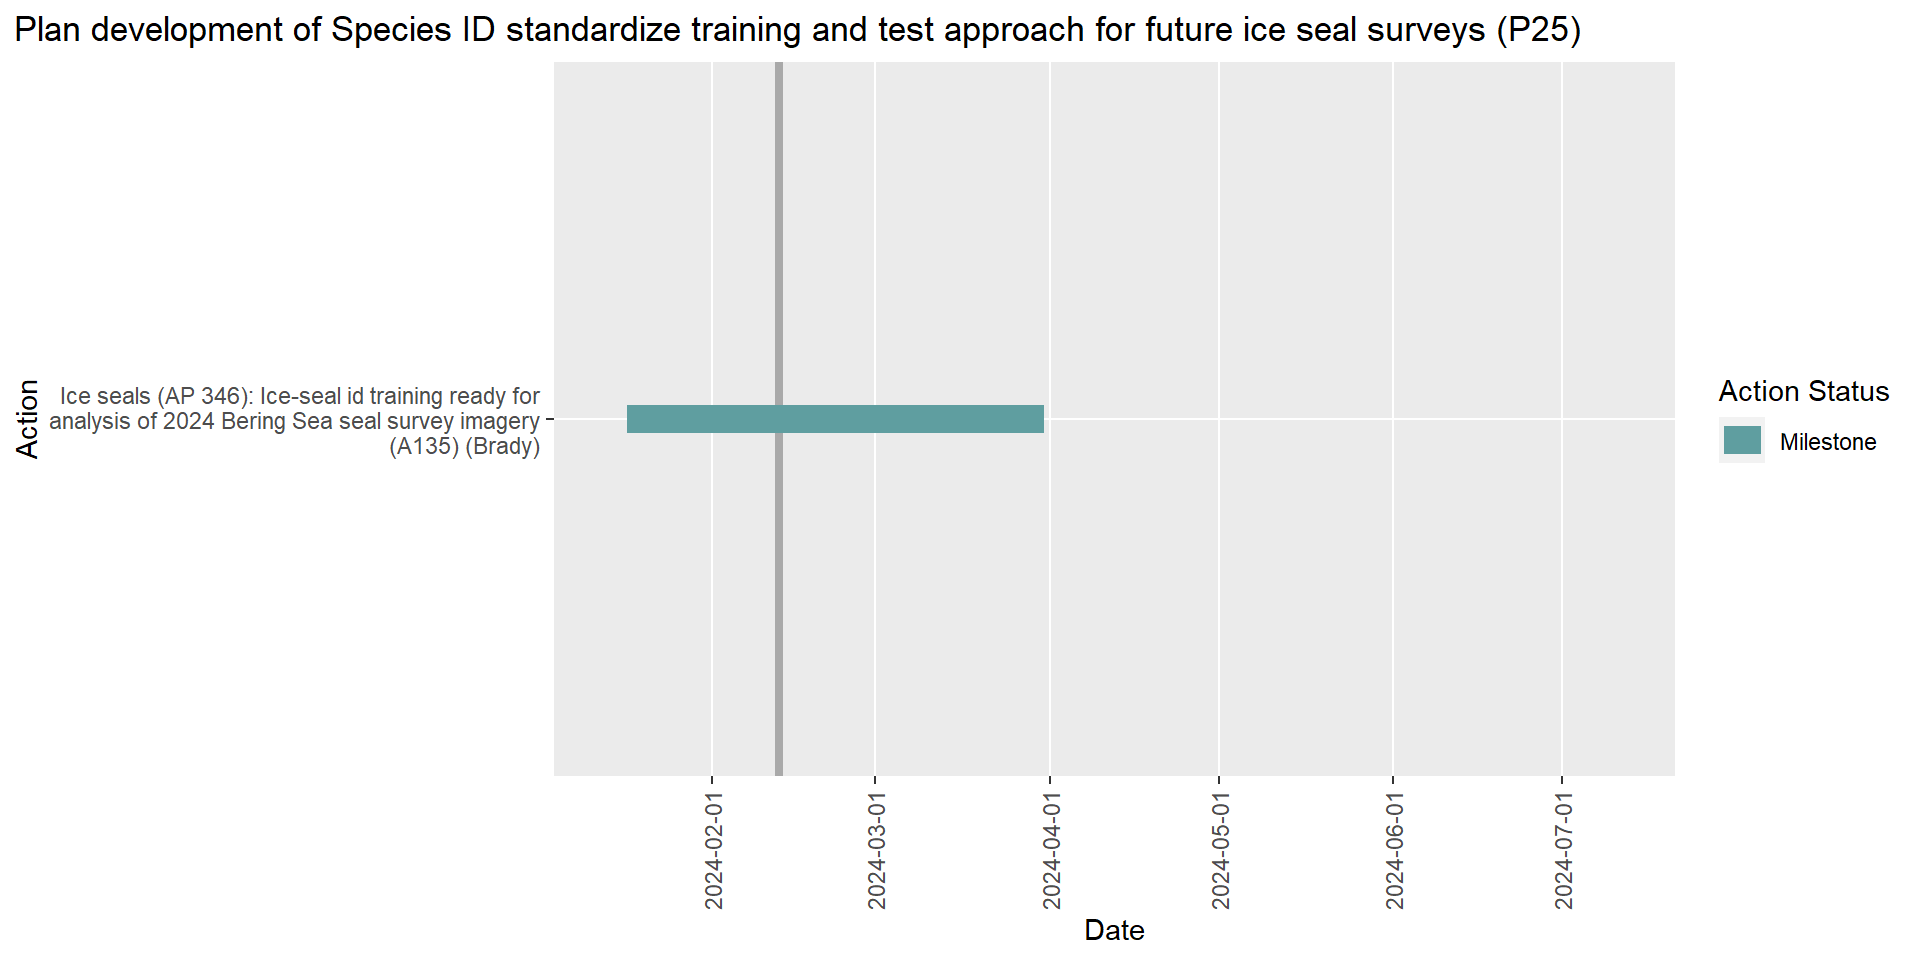 Plan development of Species ID standardize training and test approach for future ice seal surveys (P25)
Action
Ice seals (AP 346): Ice-seal id training ready for
analysis of 2024 Bering Sea seal survey imagery
(A135) (Brady)
2024-02-01
2024-03-01
2024-04-01
2024-05-01
2024-06-01
2024-07-01
Date
Action Status
Milestone